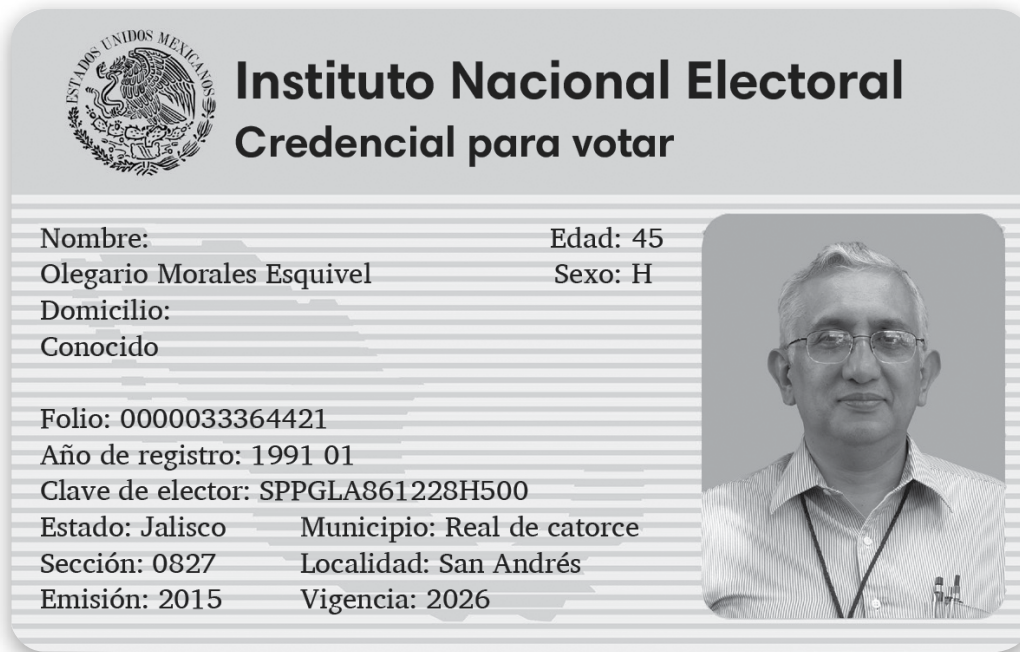 ESTADOS UNIDOS MEXICANOS
Instituto Nacional Electoral
Credencial para votar
Nombre:
Edad: 45
Olegario Morales Esquivel
Sexo: H
Domicilio:
Conocido
Folio: 0000033364421
Año de registro: 1991 01
Clave de elector: SPPGLA861228H500
Estado: Jalisco
Municipio: Real de catorce
Sección: 0827
Localidad: San Andrés
Emisión: 2015
Vigencia: 2026